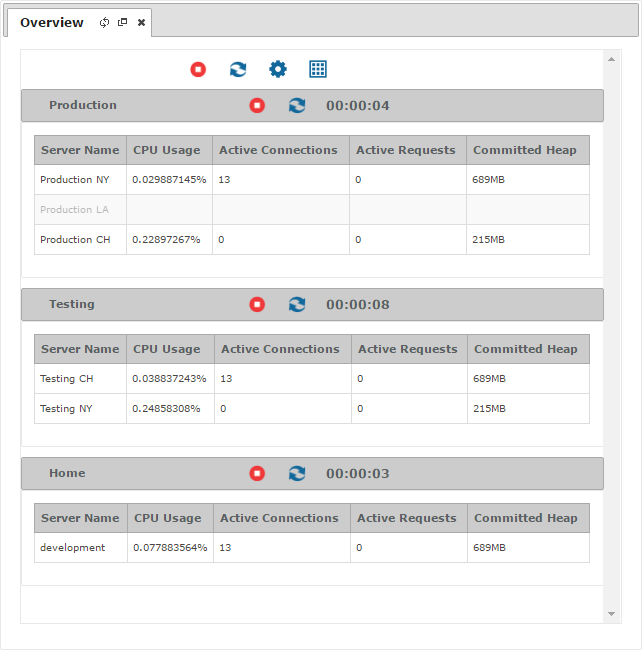 Overview
Production 00:00:04
Server Name CPU Usage Active Connections Active Requests Committed Heap
Production NY 0.029887145% 13 0 689MB
Production LA
Production CH 0.22897267% 0 0 215MB
Testing 00:00:08
Server Name CPU Usage Active Connections Active Requests Committed Heap
Testing CH 0.038837243% 13 0 689MB
Testing NY 0.24858308% 0 0 215MB
Home 00:00:03
Server Name CPU Usage Active Connections Active Requests Committed Heap
development 0.077883564% 13 0 689MB